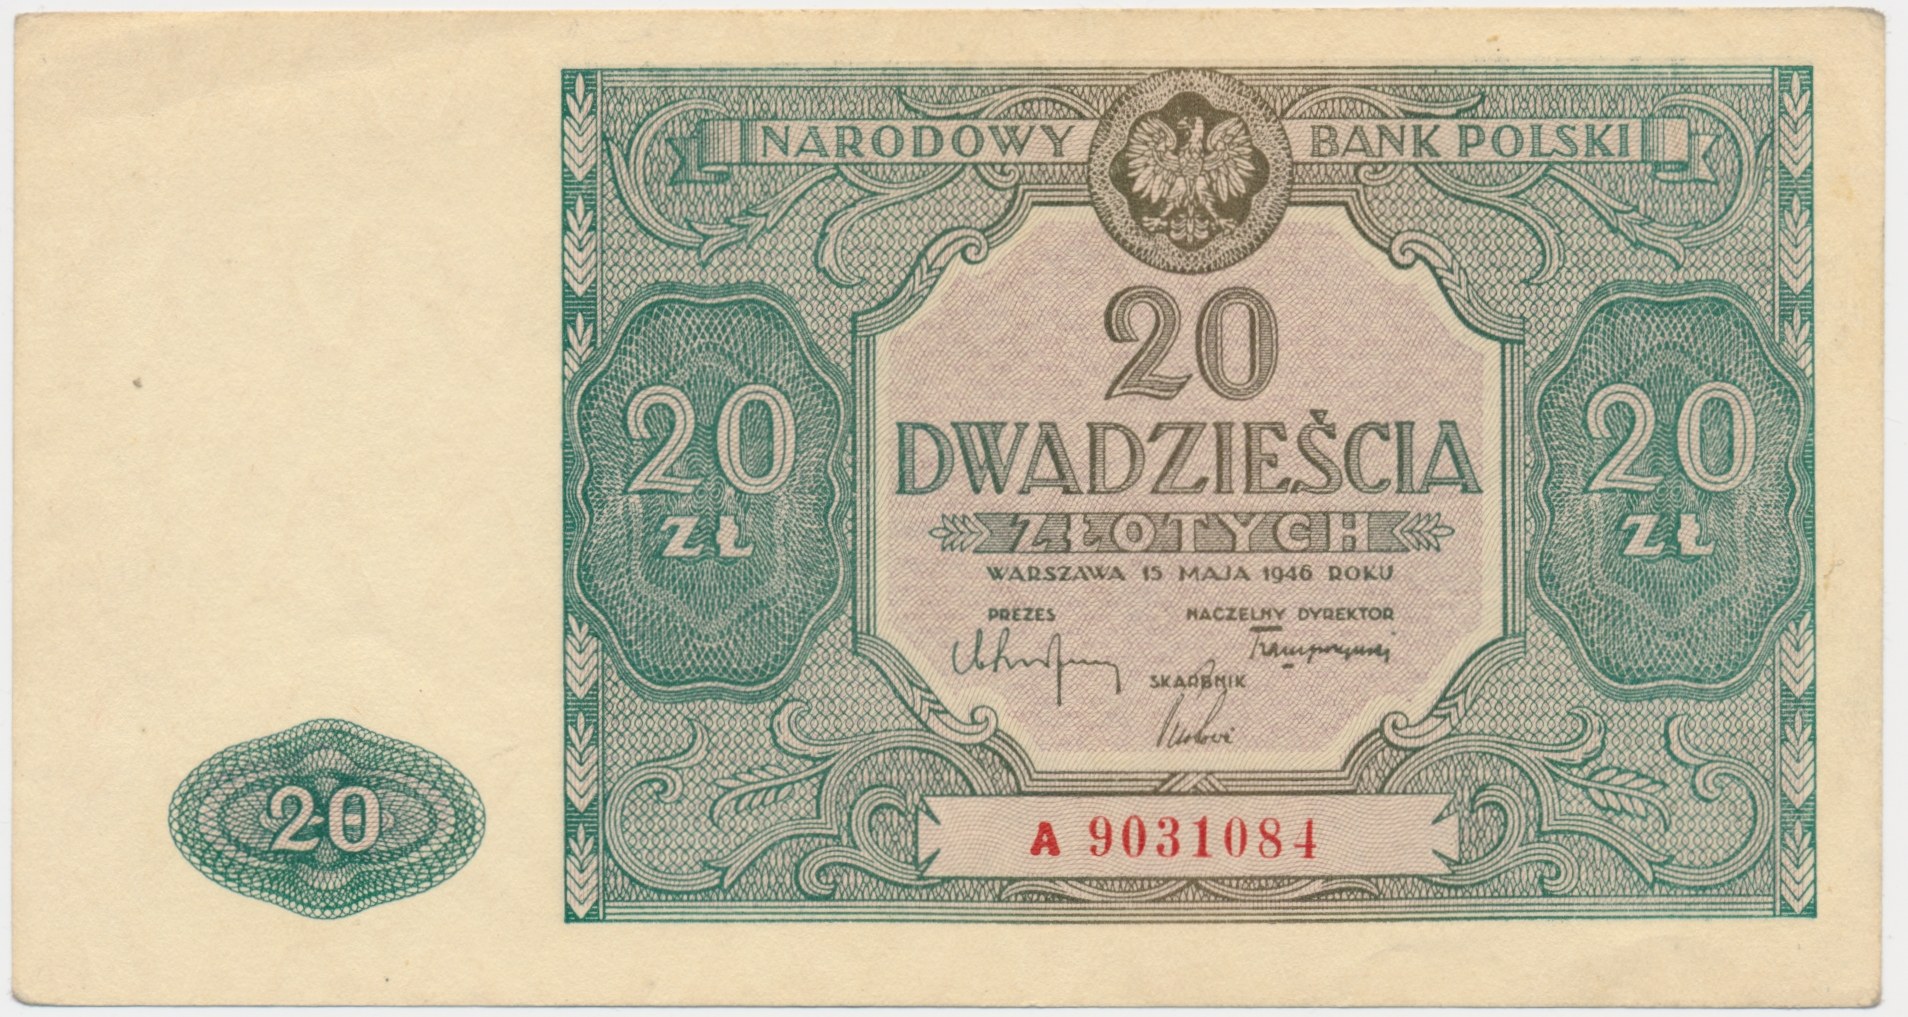 NARODOWY BANK POLSKI
20
DWADZIEŚCIA
ZŁOTYCH
20
ZŁ
20
ZŁ
WARSZAWA 15 MAJA 1946 ROKU
PREZES NACZELNY DYREKTOR
SKARBNIK
20
A 9031084